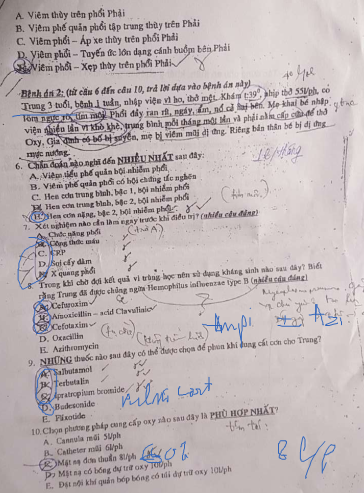 A. Viêm thùy trên phổi Phải
B. Viêm phế quản phổi tập trung thùy trên Phải
C. Viêm phổi – Áp xe thùy trên phổi Phải
D. Viêm phổi – Tuyến ức lớn dạng cánh buồm bên Phải
E. Viêm phổi – Xẹp thùy trên phổi Phải
Bệnh án 2: (từ câu 6 đến câu 10, trả lời dựa vào bệnh án này)
Trung 3 tuổi, bệnh 1 tuần, nhập viện vì ho, thở mệt. Khám t: 39°, nhịp thở 55l/ph, có
lõm ngực rõ, tím môi. Phổi đầy ran rít, ngáy, ẩm, nổ cả hai bên. Mẹ khai bé nhập
viện nhiều lần vì khò khè, trung bình mỗi tháng một lần và phải nằm cấp cứu để thở
Oxy. Gia đình có bố bị suyễn, mẹ bị viêm mũi dị ứng. Riêng bản thân bé bị dị ứng
mực nướng.
6. Chẩn đoán nào nghĩ đến NHIỀU NHẤT sau đây:
A. Viêm tiểu phế quản bội nhiễm phổi
B. Viêm phế quản phổi có hội chứng tắc nghẽn
C. Hen cơn trung bình, bậc 1, bội nhiễm phổi
D. Hen cơn trung bình, bậc 2, bội nhiễm phổi
E. Hen cơn nặng, bậc 2, bội nhiễm phổi
7. Xét nghiệm nào cần làm ngay trước khi điều trị? (nhiều câu đúng)
A. Chức năng phổi
B. Công thức máu
C. CRP
D. Soi cấy đàm
E. X quang phổi
8. Trong khi chờ đợi kết quả vi trùng học nên sử dụng kháng sinh nào sau đây? Biết
rằng Trung đã được chủng ngừa Hemophilus influenzae type B (nhiều câu đúng)
A. Cefuroxim
B. Amoxicillin – acid Clavulinic
C. Cefotaxim
D. Oxacillin
E. Azithromycin
9. NHỮNG thuốc nào sau đây có thể được chọn để phun khí dung cắt cơn cho Trung?
A. Salbutamol
B. Terbutalin
C. Ipratropium bromide
D. Budesonide
E. Flixotide
10. Chọn phương pháp cung cấp oxy nào sau đây là PHÙ HỢP NHẤT?
A. Cannula mũi 5l/ph
B. Catheter mũi 6l/ph
C. Mặt nạ đơn thuần 8l/ph
D. Mặt nạ có bóng dự trữ oxy 10l/ph
E. Đặt nội khí quản bóp bóng có túi dự trữ oxy 10l/ph
8 l/p